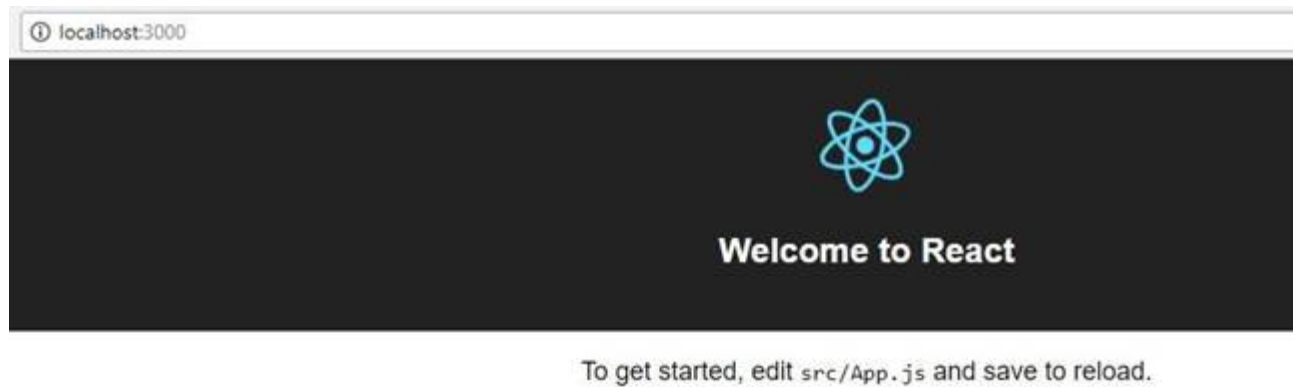 localhost:3000
Welcome to React
To get started, edit src/App.js and save to reload.